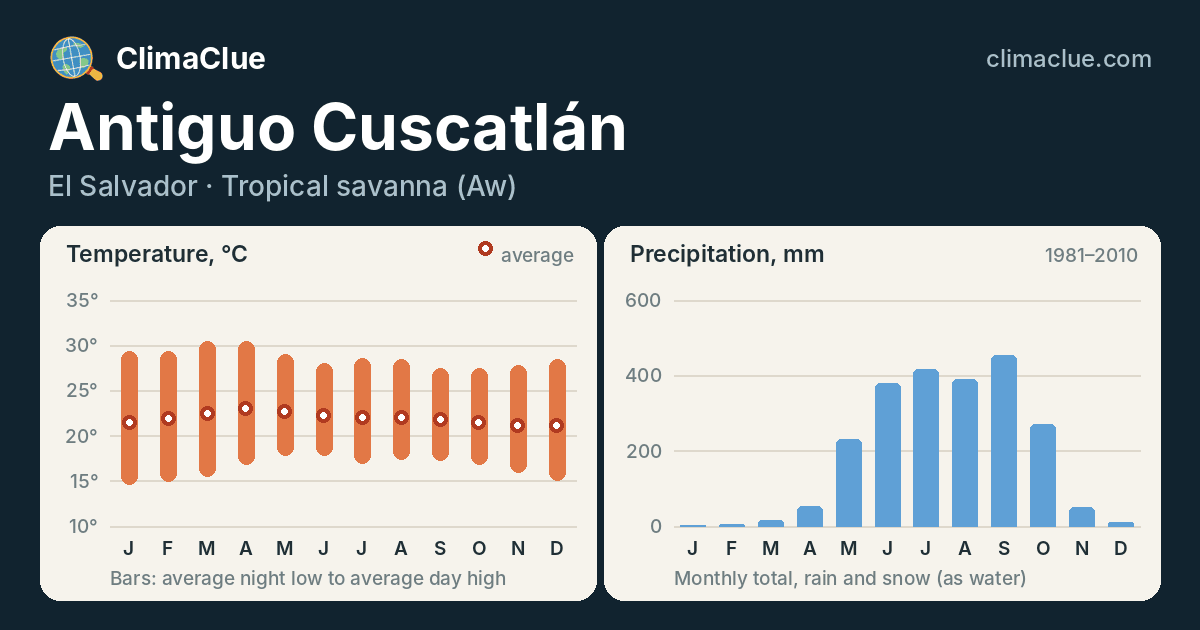 ClimaClue
climaclue.com
Antiguo Cuscatlán
El Salvador · Tropical savanna (Aw)
Temperature, °C
average
35°
30°
25°
20°
15°
10°
J F M A M J J A S O N D
Bars: average night low to average day high
Precipitation, mm
1981–2010
600
400
200
0
J F M A M J J A S O N D
Monthly total, rain and snow (as water)